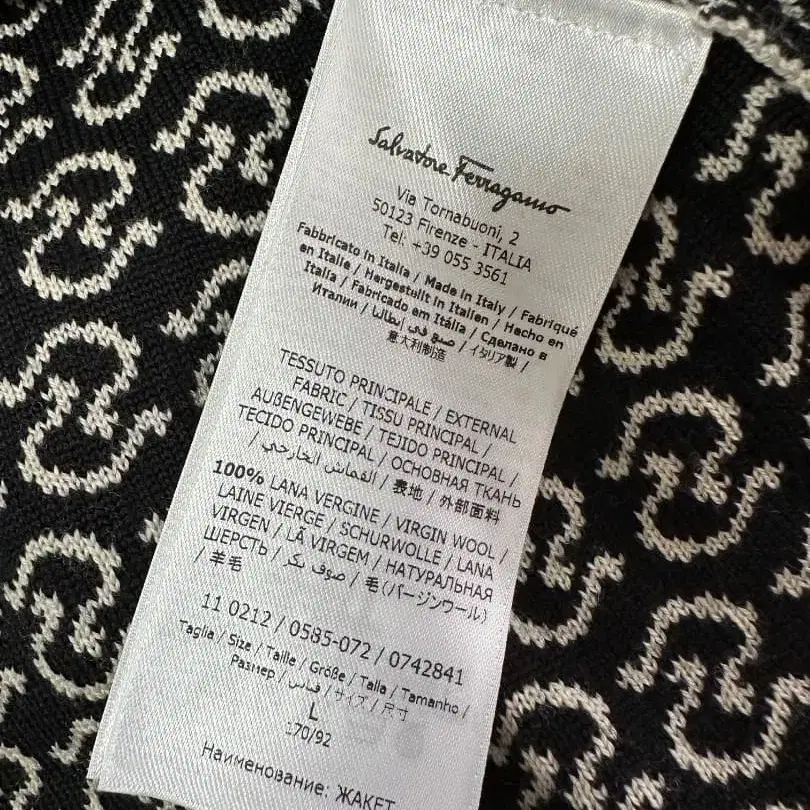 Salvatore Ferragamo
Via Tornabuoni, 2
50123 Firenze - ITALIA
Tel: +39 055 3561
Fabbricato in Italia / Made in Italy / Fabriqué
en Italie / Hergestullt in Italien / Hecho en
Italia / Fabricado em Itália / Сделано в
Италии / صنع في إيطاليا / イタリア製 /
意大利制造
TESSUTO PRINCIPALE / EXTERNAL
FABRIC / TISSU PRINCIPAL /
AUßENGEWEBE / TEJIDO PRINCIPAL /
TECIDO PRINCIPAL / ОСНОВНАЯ ТКАНЬ
/ القماش الخارجي / 表地 / 外部面料
100% LANA VERGINE / VIRGIN WOOL /
LAINE VIERGE / SCHURWOLLE / LANA
VIRGEN / LÃ VIRGEM / НАТУРАЛЬНАЯ
ШЕРСТЬ / صوف بكر / 毛(バージンウール)
/ 羊毛
11 0212 / 0585-072 / 0742841
Taglia / Size / Taille / Größe / Talla / Tamanho /
Размер / قياس / サイズ / 尺寸
L
170/92
Наименование: ЖАКЕТ